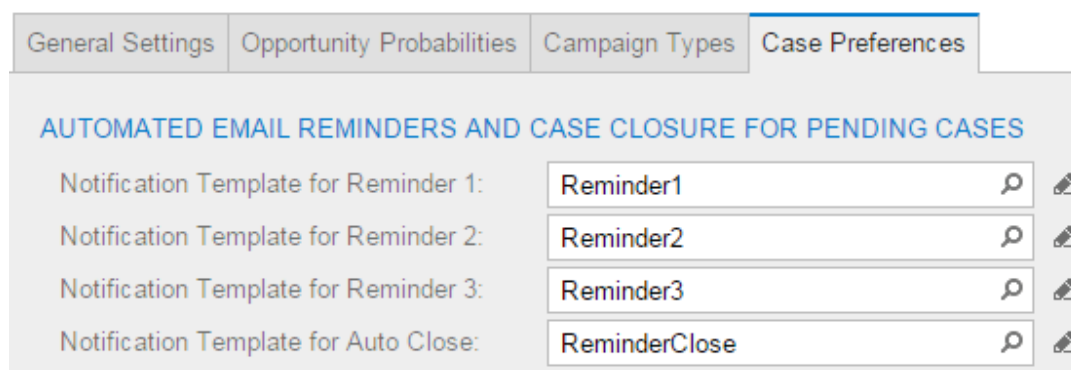 General Settings Opportunity Probabilities Campaign Types Case Preferences
AUTOMATED EMAIL REMINDERS AND CASE CLOSURE FOR PENDING CASES
Notification Template for Reminder 1: Reminder1
Notification Template for Reminder 2: Reminder2
Notification Template for Reminder 3: Reminder3
Notification Template for Auto Close: ReminderClose